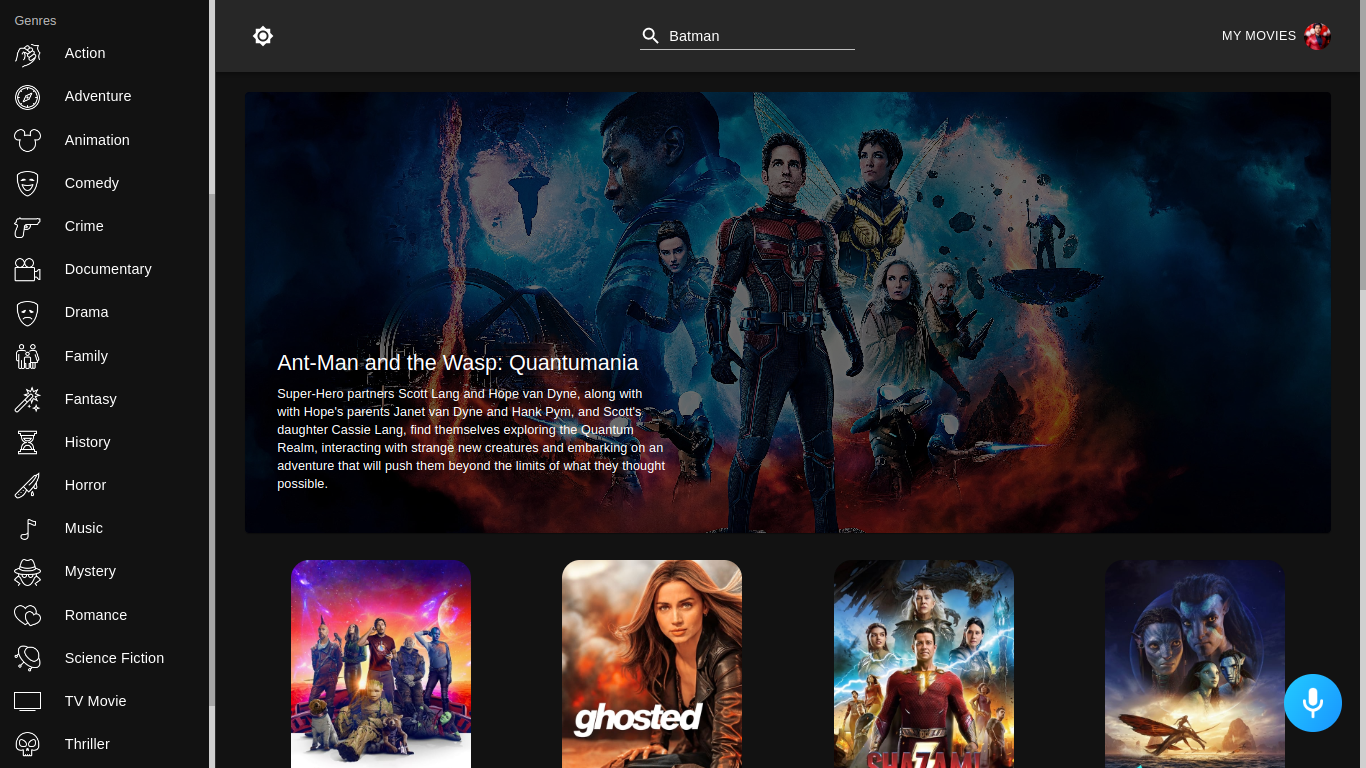 Genres
Action
Adventure
Animation
Comedy
Crime
Documentary
Drama
Family
Fantasy
History
Horror
Music
Mystery
Romance
Science Fiction
TV Movie
Thriller
Batman
MY MOVIES
Ant-Man and the Wasp: Quantumania
Super-Hero partners Scott Lang and Hope van Dyne, along with
with Hope's parents Janet van Dyne and Hank Pym, and Scott's
daughter Cassie Lang, find themselves exploring the Quantum
Realm, interacting with strange new creatures and embarking on an
adventure that will push them beyond the limits of what they thought
possible.
ghosted
SHAZAM!